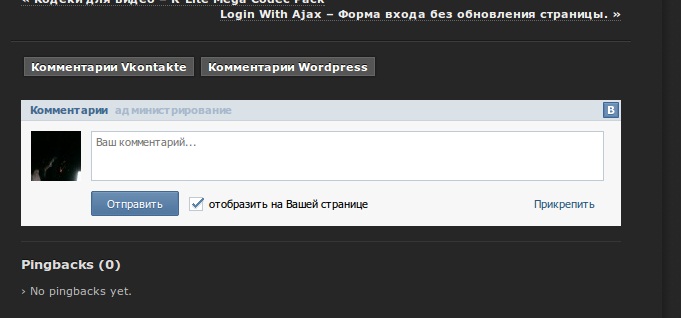 « Кодеки для видео – K-Lite Mega Codec Pack
Login With Ajax – Форма входа без обновления страницы. »
Комментарии Vkontakte Комментарии Wordpress
Комментарии администрирование B
Ваш комментарий...
Отправить отобразить на Вашей странице Прикрепить
Pingbacks (0)
› No pingbacks yet.